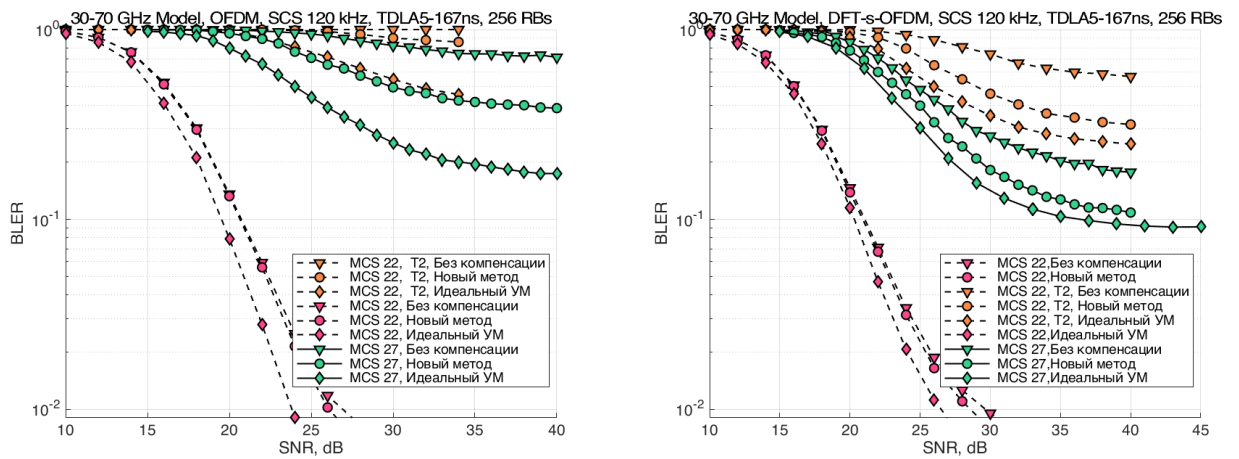 30-70 GHz Model, OFDM, SCS 120 kHz, TDLA5-167ns, 256 RBs
10⁰
10⁻¹
10⁻²
BLER
10 15 20 25 30 35 40
SNR, dB
MCS 22, T2, Без компенсации
MCS 22, T2, Новый метод
MCS 22, T2, Идеальный УМ
MCS 22, Без компенсации
MCS 22, Новый метод
MCS 22, Идеальный УМ
MCS 27, Без компенсации
MCS 27, Новый метод
MCS 27, Идеальный УМ
30-70 GHz Model, DFT-s-OFDM, SCS 120 kHz, TDLA5-167ns, 256 RBs
10⁰
10⁻¹
10⁻²
BLER
10 15 20 25 30 35 40 45
SNR, dB
MCS 22,Без компенсации
MCS 22,Новый метод
MCS 22, T2, Без компенсации
MCS 22, T2, Новый метод
MCS 22, T2, Идеальный УМ
MCS 22,Идеальный УМ
MCS 27,Без компенсации
MCS 27,Новый метод
MCS 27,Идеальный УМ